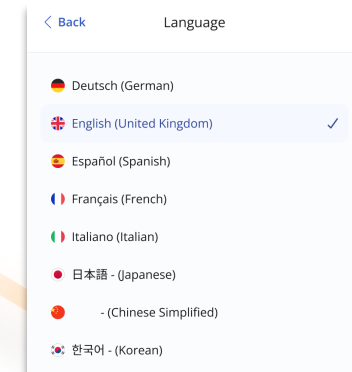 Back
Language
Deutsch (German)
English (United Kingdom)
Español (Spanish)
Français (French)
Italiano (Italian)
日本語 - (Japanese)
- (Chinese Simplified)
한국어 - (Korean)